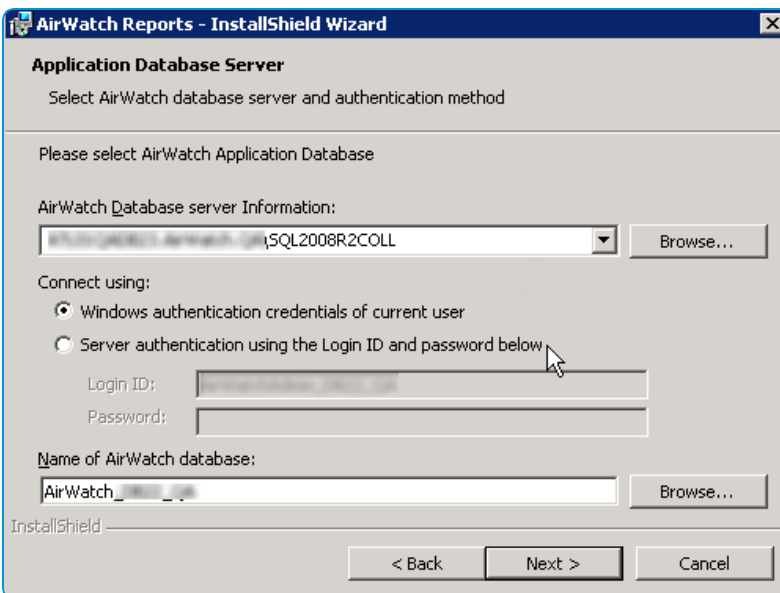 AirWatch Reports - InstallShield Wizard
Application Database Server
Select AirWatch database server and authentication method
Please select AirWatch Application Database
AirWatch Database server Information:
\SQL2008R2COLL
Browse...
Connect using:
Windows authentication credentials of current user
Server authentication using the Login ID and password below
Login ID:
Password:
Name of AirWatch database:
AirWatch_
Browse...
InstallShield
< Back Next > Cancel